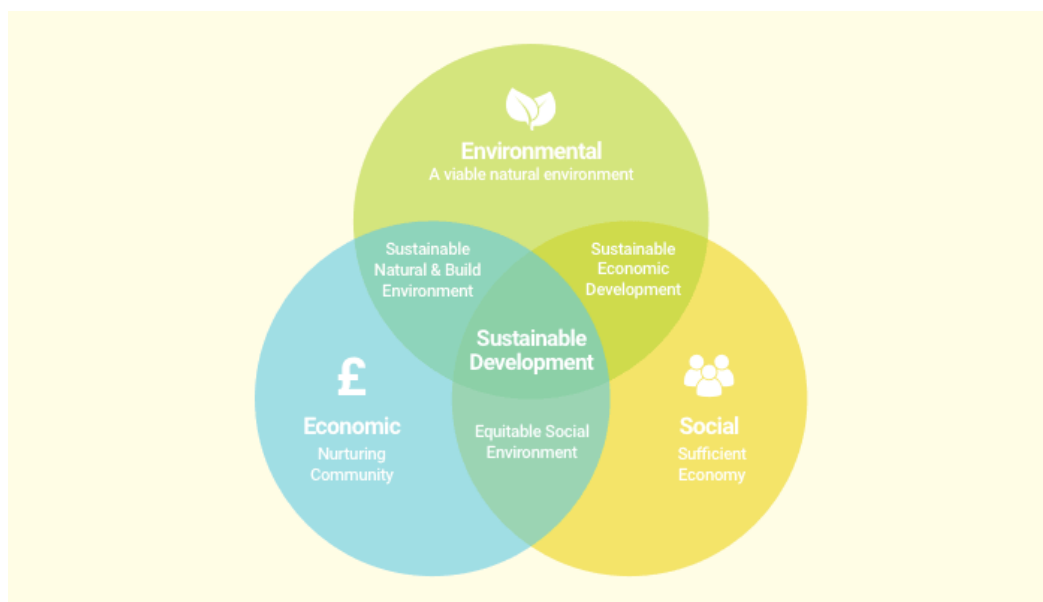 Environmental
A viable natural environment
Sustainable
Natural & Build
Environment
Sustainable
Economic
Development
Sustainable
Development
£
Economic
Nurturing
Community
Equitable Social
Environment
Social
Sufficient
Economy